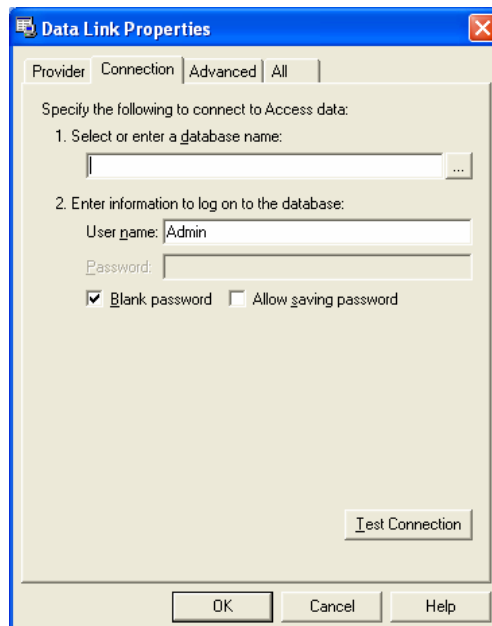 Data Link Properties
Provider Connection Advanced All
Specify the following to connect to Access data:
1. Select or enter a database name:
...
2. Enter information to log on to the database:
User name: Admin
Password:
Blank password Allow saving password
Test Connection
OK Cancel Help